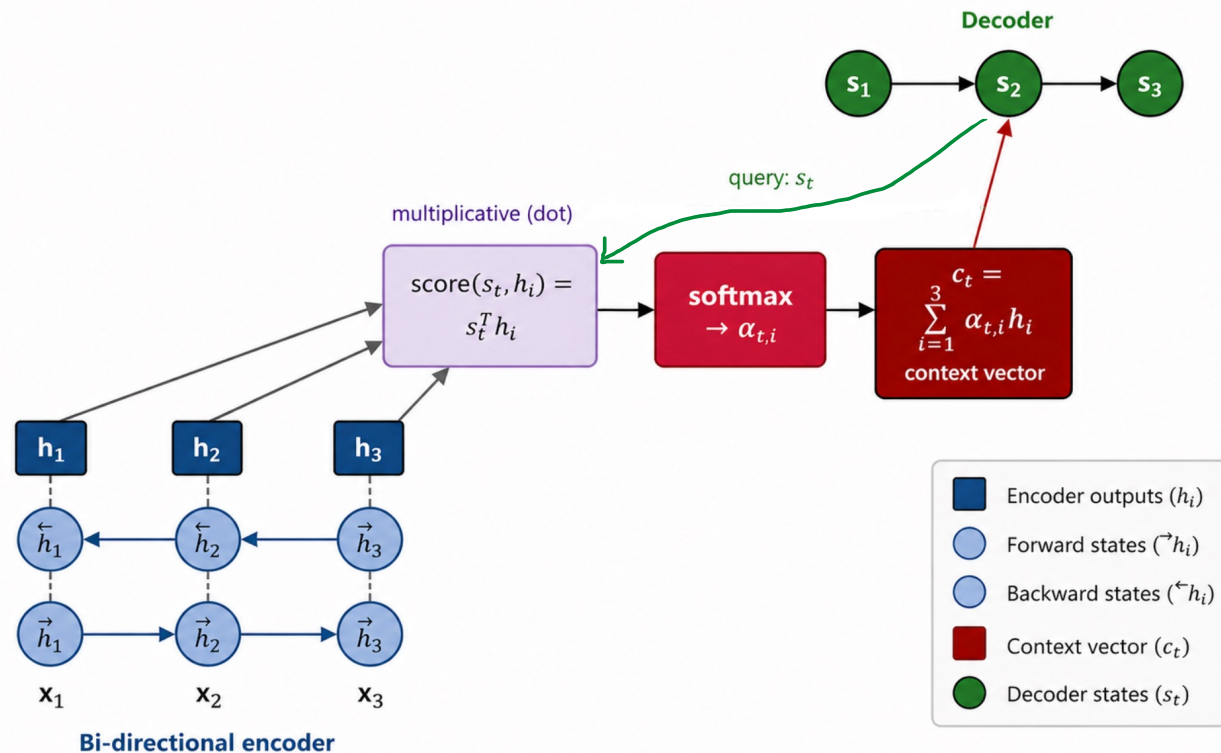 Decoder
s₁
s₂
s₃
query: sₜ
multiplicative (dot)
score(sₜ, hᵢ) =
sₜᵀhᵢ
softmax
→ αₜ,ᵢ
cₜ =
3
∑ αₜ,ᵢhᵢ
i=1
context vector
h₁
h₂
h₃
←h₁
←h₂
→h₃
→h₁
→h₂
→h₃
x₁
x₂
x₃
Bi-directional encoder
Encoder outputs (hᵢ)
Forward states (→hᵢ)
Backward states (←hᵢ)
Context vector (cₜ)
Decoder states (sₜ)